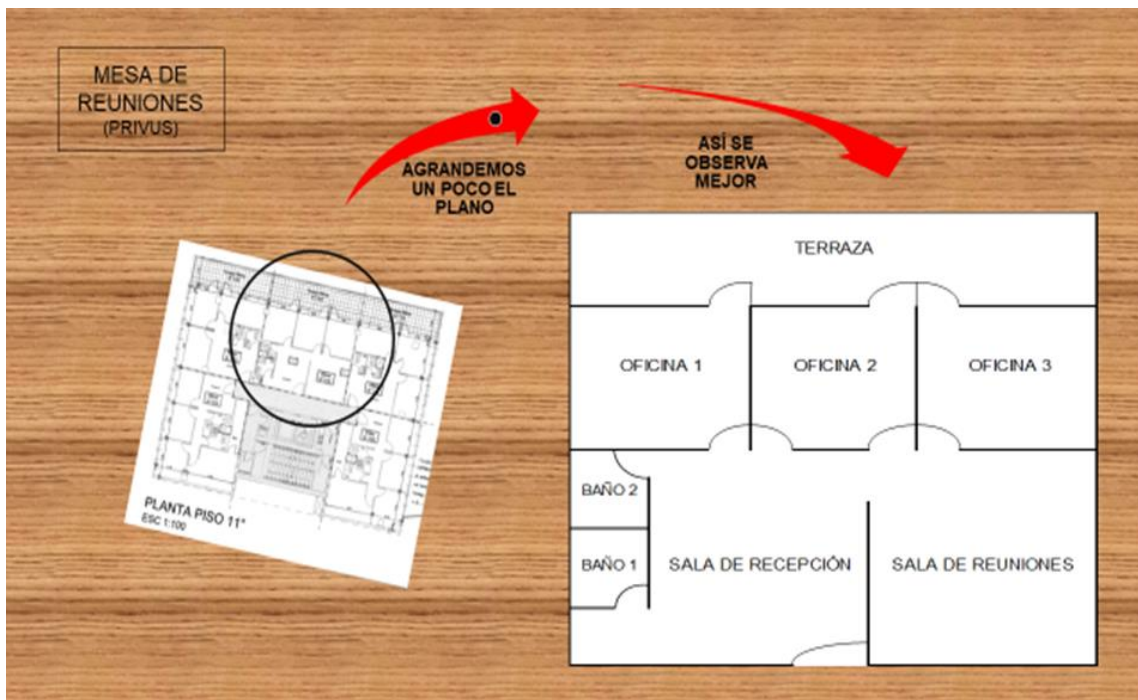 MESA DE
REUNIONES
(PRIVUS)
AGRANDEMOS
UN POCO EL
PLANO
ASÍ SE
OBSERVA
MEJOR
TERRAZA
OFICINA 1
OFICINA 2
OFICINA 3
BAÑO 2
BAÑO 1
SALA DE RECEPCIÓN
SALA DE REUNIONES
PLANTA PISO 11°
ESC 1:100